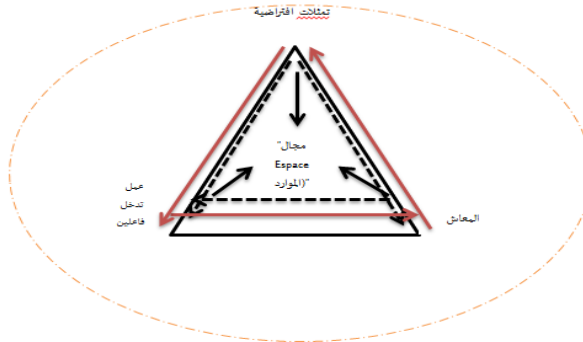 تمثلات افتراضية
"مجال
Espace
الموارد)"
عمل
تدخل
فاعلين
المعاش